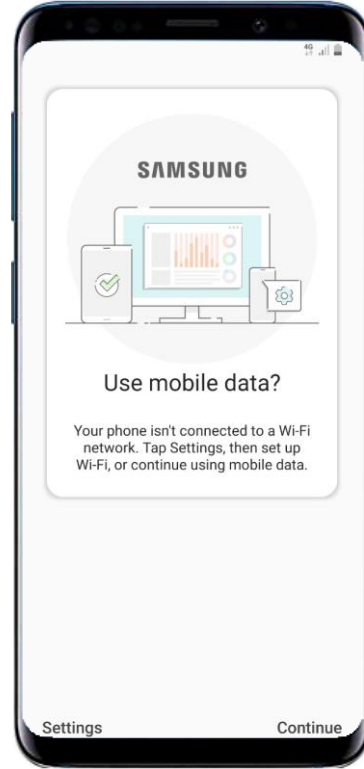 4G
SAMSUNG
Use mobile data?
Your phone isn't connected to a Wi-Fi
network. Tap Settings, then set up
Wi-Fi, or continue using mobile data.
Settings
Continue